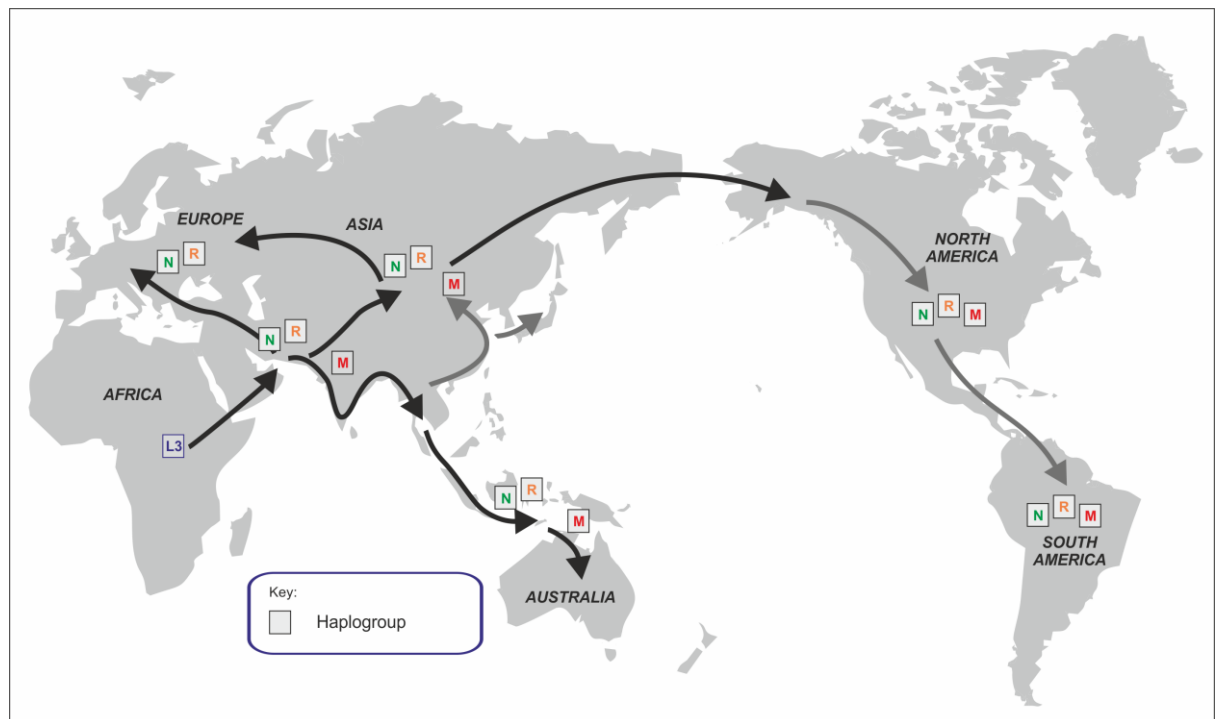 EUROPE
ASIA
N R
N R
M
NORTH
AMERICA
N R M
N R
M
AFRICA
L3
N R
M
N R M
SOUTH
AMERICA
AUSTRALIA
Key:
Haplogroup